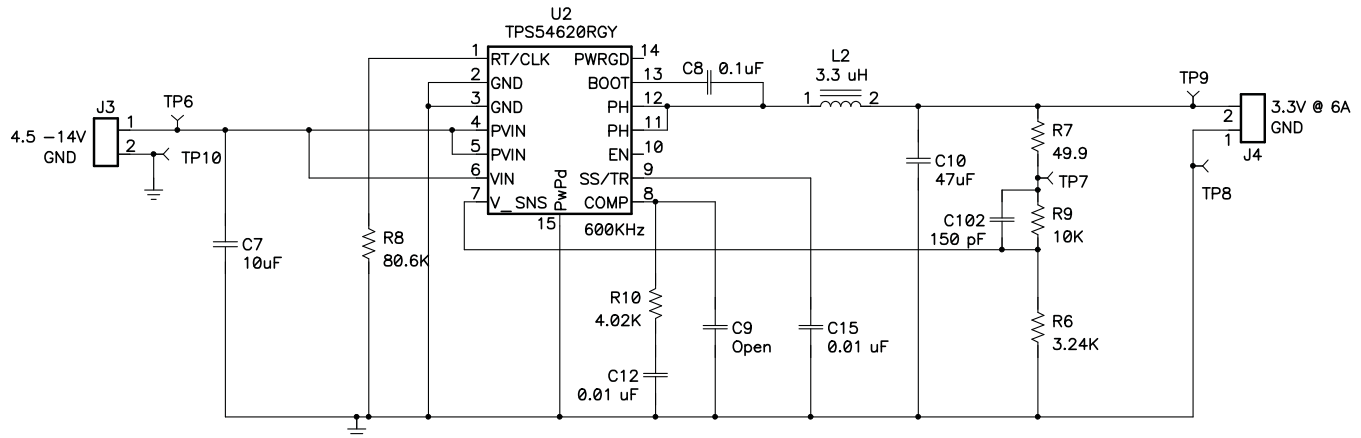 U2
TPS54620RGY
1 RT/CLK PWRGD 14
2 GND BOOT 13
3 GND PH 12
4 PVIN PH 11
5 PVIN EN 10
6 VIN SS/TR 9
7 V_SNS COMP 8
PwPd
15
600KHz
J3
1
2
4.5 -14V
GND
TP6
TP10
C7
10uF
R8
80.6K
C8 0.1uF
L2
3.3 uH
1 2
R10
4.02K
C12
0.01 uF
C9
Open
C15
0.01 uF
C10
47uF
R7
49.9
TP7
C102
150 pF
R9
10K
R6
3.24K
TP9
3.3V @ 6A
2
GND
1
J4
TP8